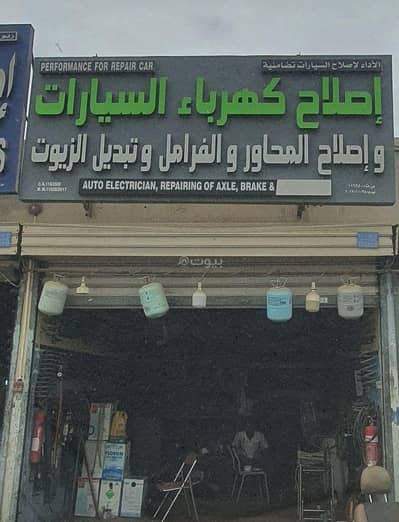 PERFORMANCE FOR REPAIR CAR
الأداء لإصلاح السيارات تضامنية
إصلاح كهرباء السيارات
و إصلاح المحاور و الفرامل و تبديل الزيوت
AUTO ELECTRICIAN, REPAIRING OF AXLE, BRAKE &
بيوت